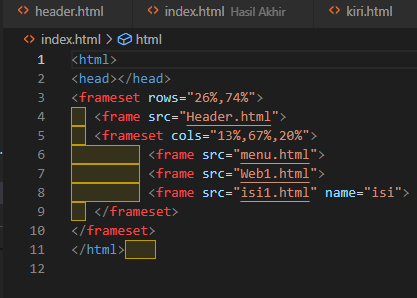 header.html index.html Hasil Akhir kiri.html
index.html > html
1 <html>
2 <head></head>
3 <frameset rows="26%,74%">
4 <frame src="Header.html">
5 <frameset cols="13%,67%,20%">
6 <frame src="menu.html">
7 <frame src="Web1.html">
8 <frame src="isi1.html" name="isi">
9 </frameset>
10 </frameset>
11 </html>
12